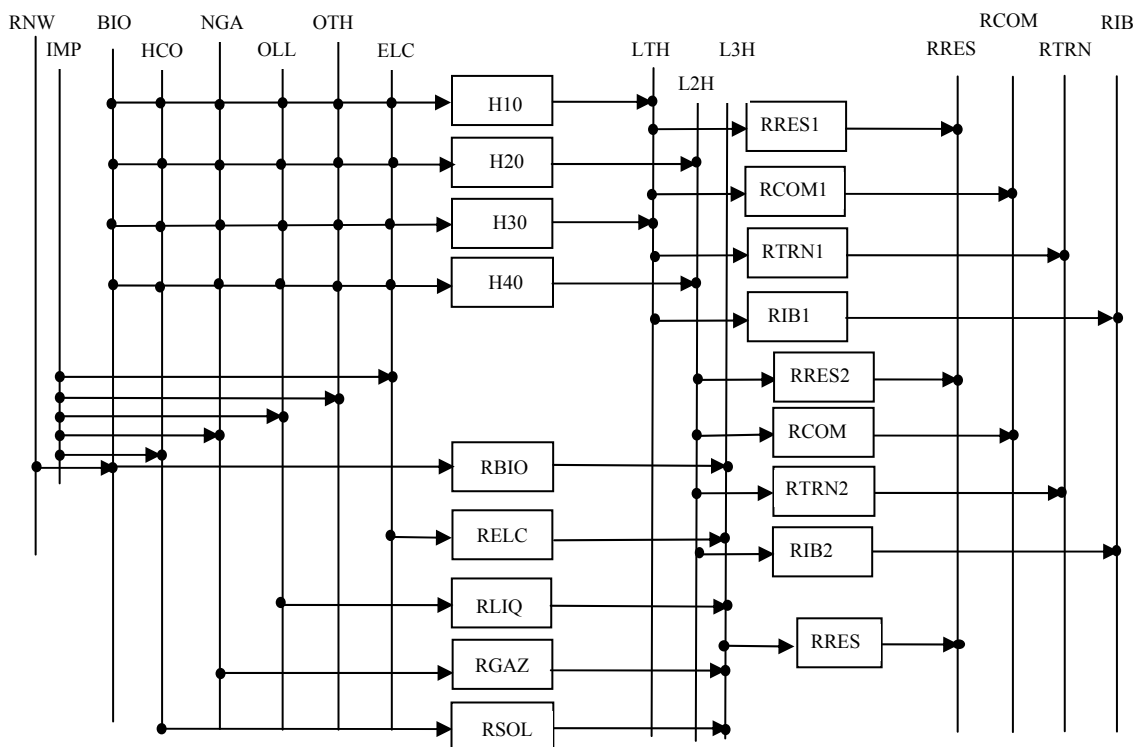 RNW BIO NGA OTH RCOM RIB
IMP HCO OLL ELC LTH L3H RRES RTRN
L2H
H10
RRES1
H20
RCOM1
H30
RTRN1
H40
RIB1
RRES2
RCOM
RBIO
RTRN2
RELC
RIB2
RLIQ
RRES
RGAZ
RSOL